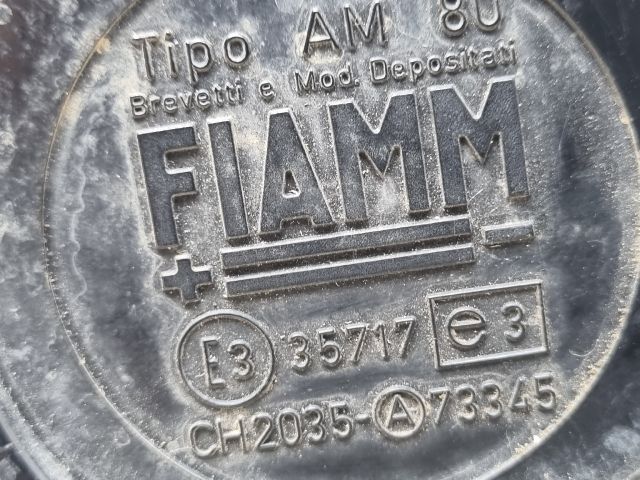 Tipo AM 80
Brevetti e Mod. Depositati
FIAMM
+ -
E3 35717 e3
CH2035-A73345